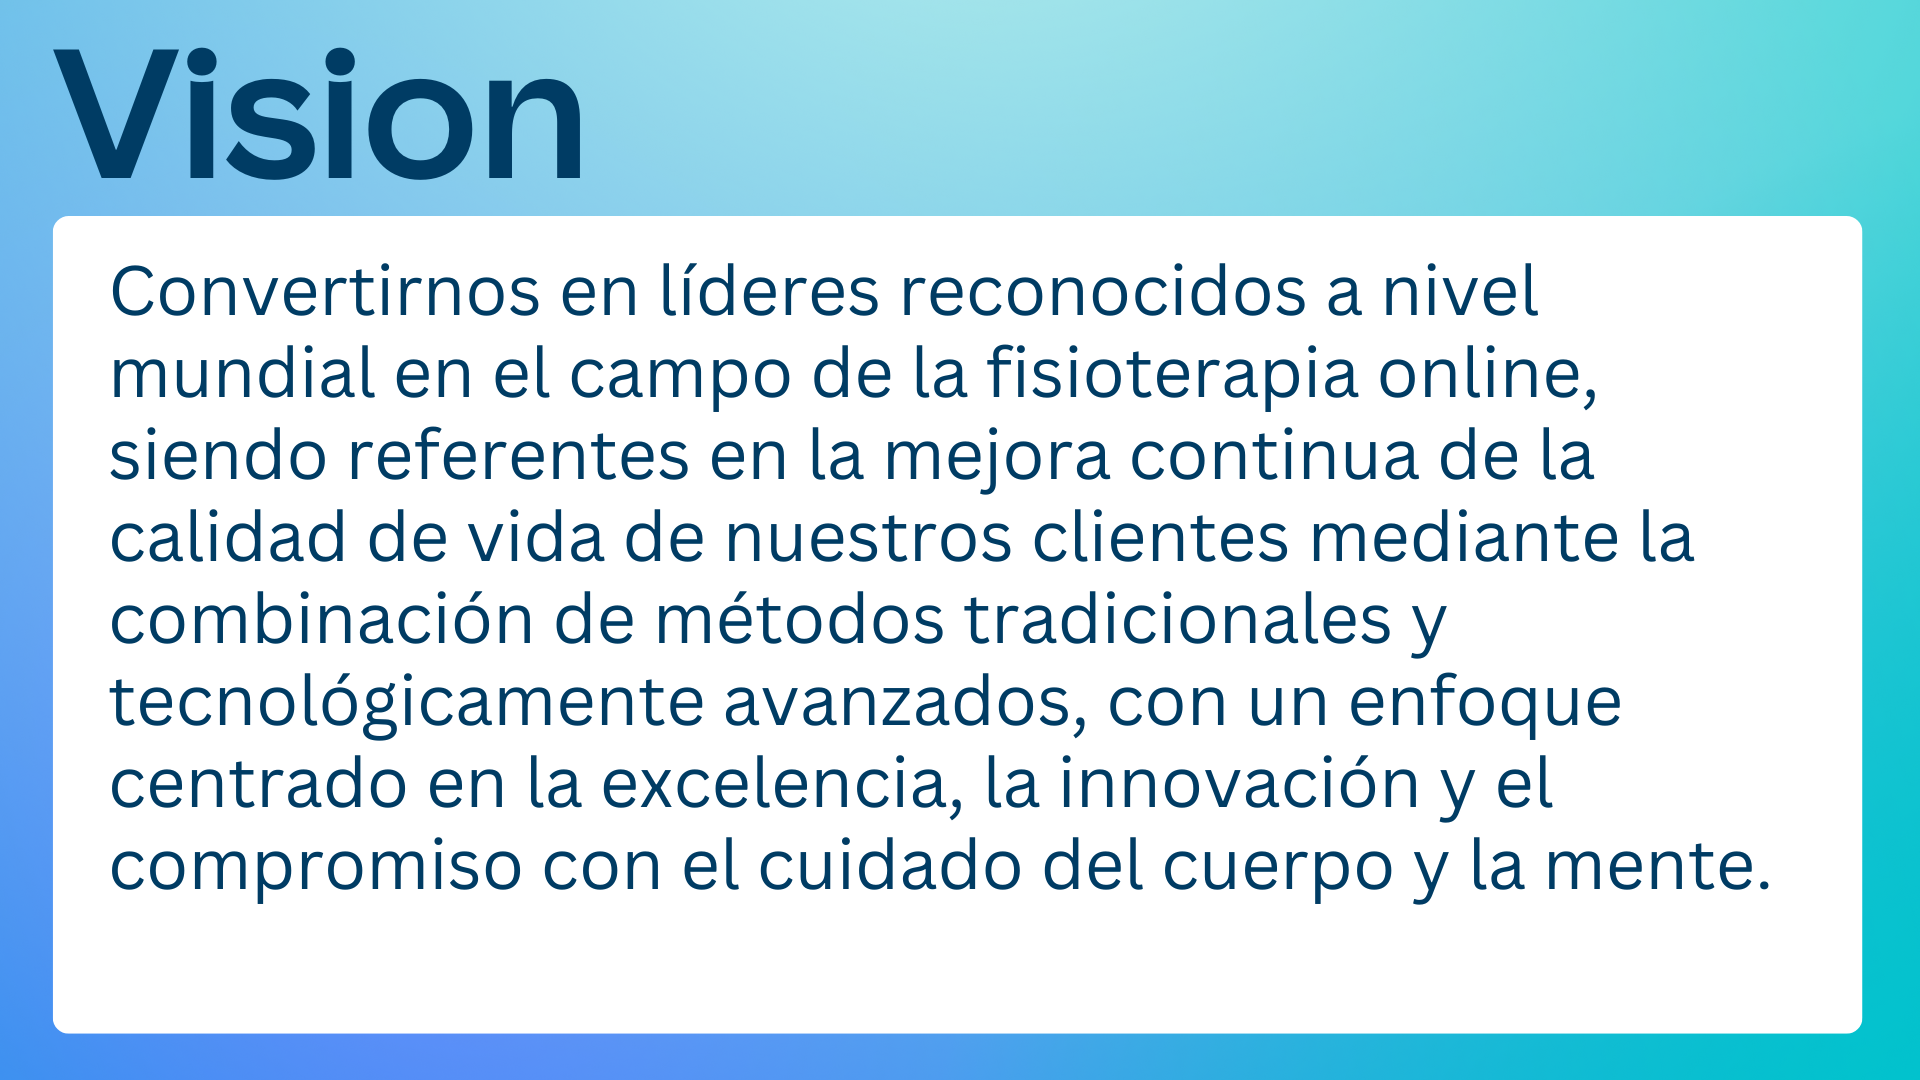 Vision
Convertirnos en líderes reconocidos a nivel
mundial en el campo de la fisioterapia online,
siendo referentes en la mejora continua de la
calidad de vida de nuestros clientes mediante la
combinación de métodos tradicionales y
tecnológicamente avanzados, con un enfoque
centrado en la excelencia, la innovación y el
compromiso con el cuidado del cuerpo y la mente.